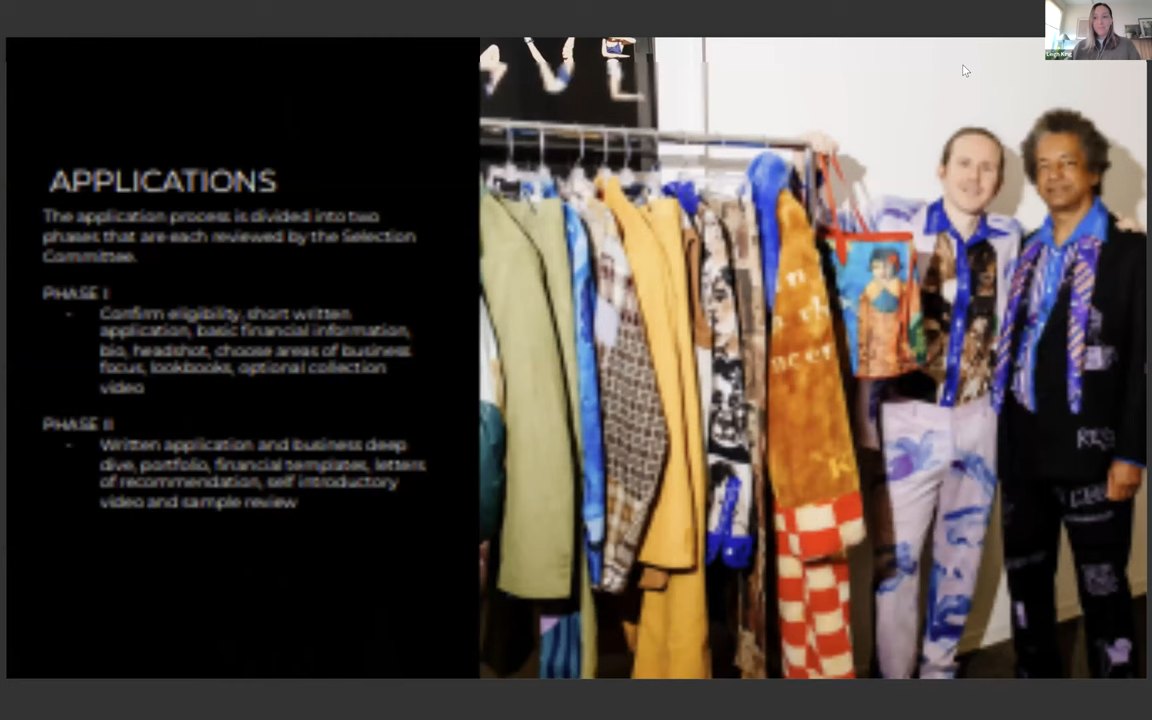 Leigh King
APPLICATIONS
The application process is divided into two
phases that are each reviewed by the Selection
Committee.
PHASE I
- Confirm eligibility, short written
application, basic financial information,
bio, headshot, choose areas of business
focus, lookbooks, optional collection
video
PHASE II
- Written application and business deep
dive, portfolio, financial templates, letters
of recommendation, self introductory
video and sample review